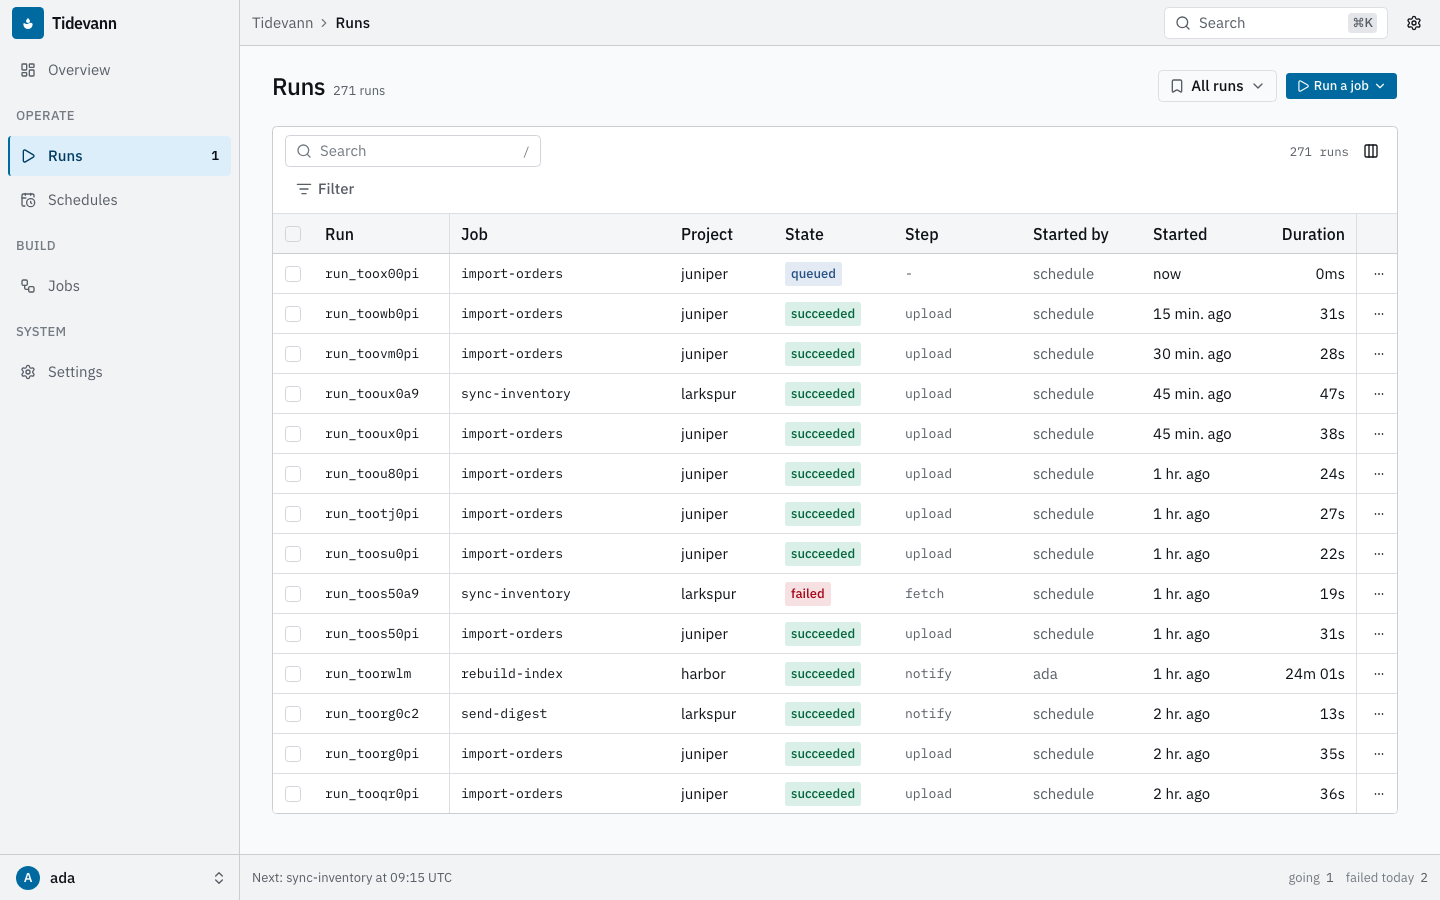 Tidevann
Overview
OPERATE
Runs 1
Schedules
BUILD
Jobs
SYSTEM
Settings
A ada
Tidevann > Runs
Search ⌘K
Runs 271 runs
All runs
Run a job
Search /
271 runs
Filter
Run Job Project State Step Started by Started Duration
run_toox00pi import-orders juniper queued - schedule now 0ms ···
run_toowb0pi import-orders juniper succeeded upload schedule 15 min. ago 31s ···
run_toovm0pi import-orders juniper succeeded upload schedule 30 min. ago 28s ···
run_tooux0a9 sync-inventory larkspur succeeded upload schedule 45 min. ago 47s ···
run_tooux0pi import-orders juniper succeeded upload schedule 45 min. ago 38s ···
run_toou80pi import-orders juniper succeeded upload schedule 1 hr. ago 24s ···
run_tootj0pi import-orders juniper succeeded upload schedule 1 hr. ago 27s ···
run_toosu0pi import-orders juniper succeeded upload schedule 1 hr. ago 22s ···
run_toos50a9 sync-inventory larkspur failed fetch schedule 1 hr. ago 19s ···
run_toos50pi import-orders juniper succeeded upload schedule 1 hr. ago 31s ···
run_toorwlm rebuild-index harbor succeeded notify ada 1 hr. ago 24m 01s ···
run_toorg0c2 send-digest larkspur succeeded notify schedule 2 hr. ago 13s ···
run_toorg0pi import-orders juniper succeeded upload schedule 2 hr. ago 35s ···
run_tooqr0pi import-orders juniper succeeded upload schedule 2 hr. ago 36s ···
Next: sync-inventory at 09:15 UTC
going 1 failed today 2